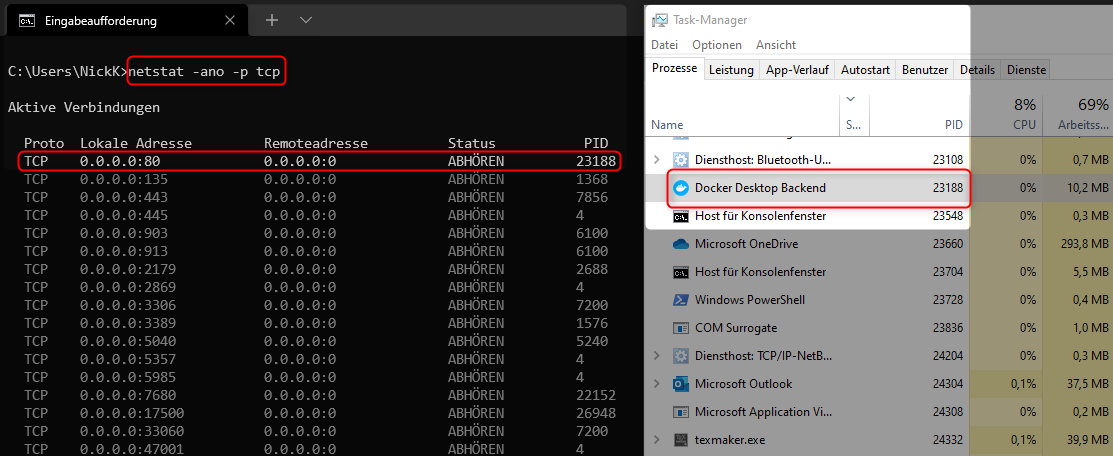 Eingabeaufforderung
C:\Users\NickK>netstat -ano -p tcp
Aktive Verbindungen
Proto Lokale Adresse Remoteadresse Status PID
TCP 0.0.0.0:80 0.0.0.0:0 ABHÖREN 23188
TCP 0.0.0.0:135 0.0.0.0:0 ABHÖREN 1368
TCP 0.0.0.0:443 0.0.0.0:0 ABHÖREN 7856
TCP 0.0.0.0:445 0.0.0.0:0 ABHÖREN 4
TCP 0.0.0.0:903 0.0.0.0:0 ABHÖREN 6100
TCP 0.0.0.0:913 0.0.0.0:0 ABHÖREN 6100
TCP 0.0.0.0:2179 0.0.0.0:0 ABHÖREN 2688
TCP 0.0.0.0:2869 0.0.0.0:0 ABHÖREN 4
TCP 0.0.0.0:3306 0.0.0.0:0 ABHÖREN 7200
TCP 0.0.0.0:3389 0.0.0.0:0 ABHÖREN 1576
TCP 0.0.0.0:5040 0.0.0.0:0 ABHÖREN 5240
TCP 0.0.0.0:5357 0.0.0.0:0 ABHÖREN 4
TCP 0.0.0.0:5985 0.0.0.0:0 ABHÖREN 4
TCP 0.0.0.0:7680 0.0.0.0:0 ABHÖREN 22152
TCP 0.0.0.0:17500 0.0.0.0:0 ABHÖREN 26948
TCP 0.0.0.0:33060 0.0.0.0:0 ABHÖREN 7200
TCP 0.0.0.0:47001 0.0.0.0:0 ABHÖREN 4
Task-Manager
Datei Optionen Ansicht
Prozesse Leistung App-Verlauf Autostart Benutzer Details Dienste
8% 69%
Name S... PID CPU Arbeitss...
Diensthost: Bluetooth-U... 23108 0% 0,7 MB
Docker Desktop Backend 23188 0% 10,2 MB
Host für Konsolenfenster 23548 0% 0,3 MB
Microsoft OneDrive 23660 0% 293,8 MB
Host für Konsolenfenster 23704 0% 5,5 MB
Windows PowerShell 23728 0% 0,4 MB
COM Surrogate 23836 0% 1,0 MB
Diensthost: TCP/IP-NetB... 24204 0% 0,3 MB
Microsoft Outlook 24304 0,1% 37,5 MB
Microsoft Application Vi... 24308 0% 0,2 MB
texmaker.exe 24332 0,1% 39,9 MB